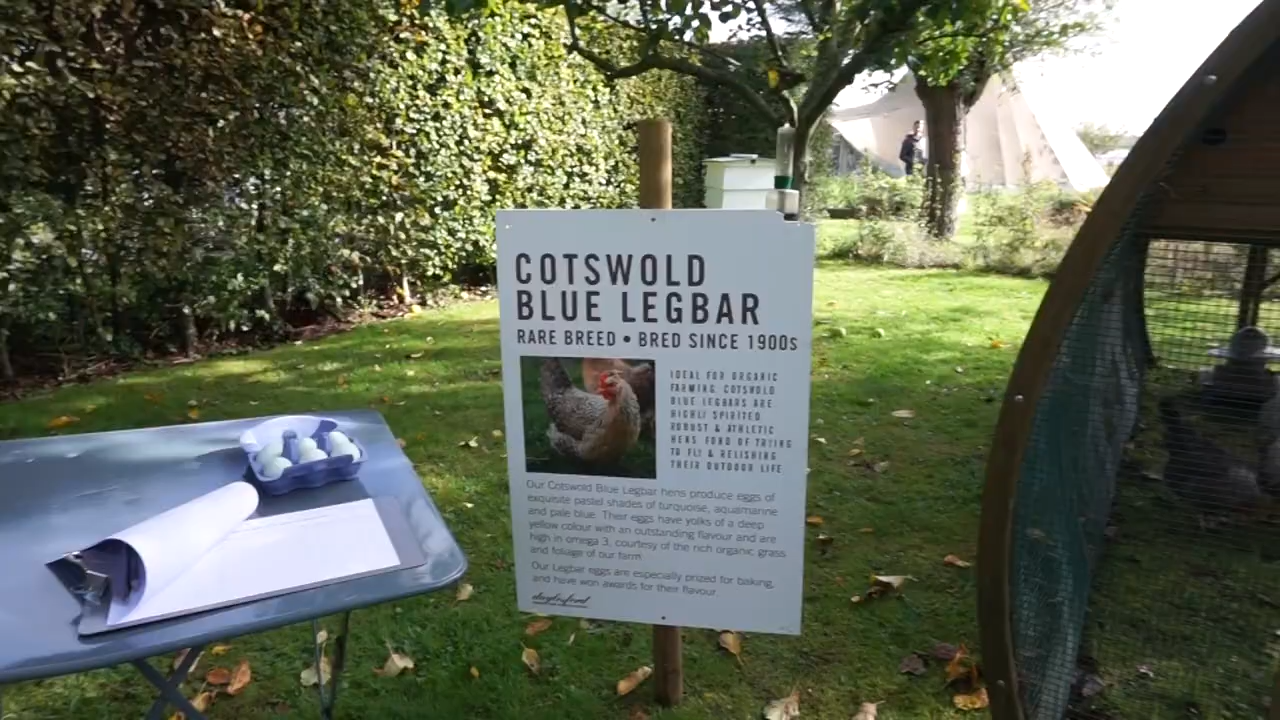 COTSWOLD
BLUE LEGBAR
RARE BREED • BRED SINCE 1900s
IDEAL FOR ORGANIC
FARMING COTSWOLD
BLUE LEGBARS ARE
HIGHLY SPIRITED
ROBUST & ATHLETIC
HENS FOND OF TRYING
TO FLY & RELISHING
THEIR OUTDOOR LIFE
Our Cotswold Blue Legbar hens produce eggs of
exquisite pastel shades of turquoise, aquamarine
and pale blue. Their eggs have yolks of a deep
yellow colour with an outstanding flavour and are
high in omega 3, courtesy of the rich organic grass
and foliage of our farm.
Our Legbar eggs are especially prized for baking,
and have won awards for their flavour.
daylesford